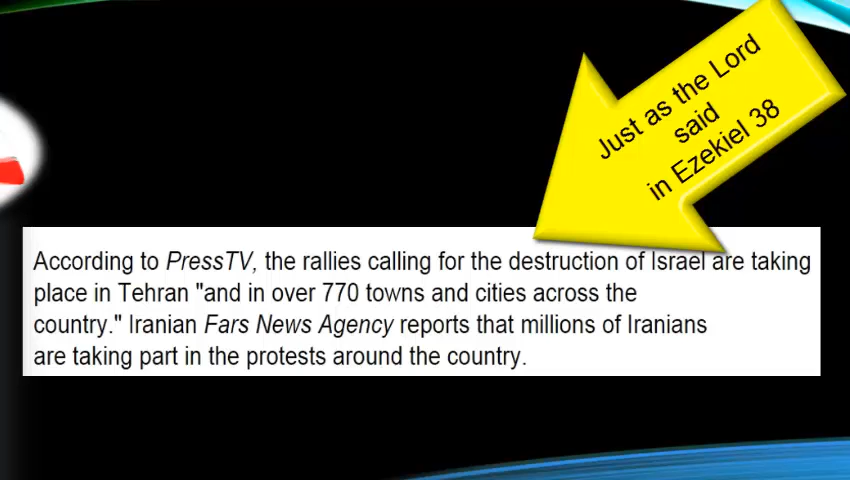 Just as the Lord
said
in Ezekiel 38
According to PressTV, the rallies calling for the destruction of Israel are taking
place in Tehran "and in over 770 towns and cities across the
country." Iranian Fars News Agency reports that millions of Iranians
are taking part in the protests around the country.